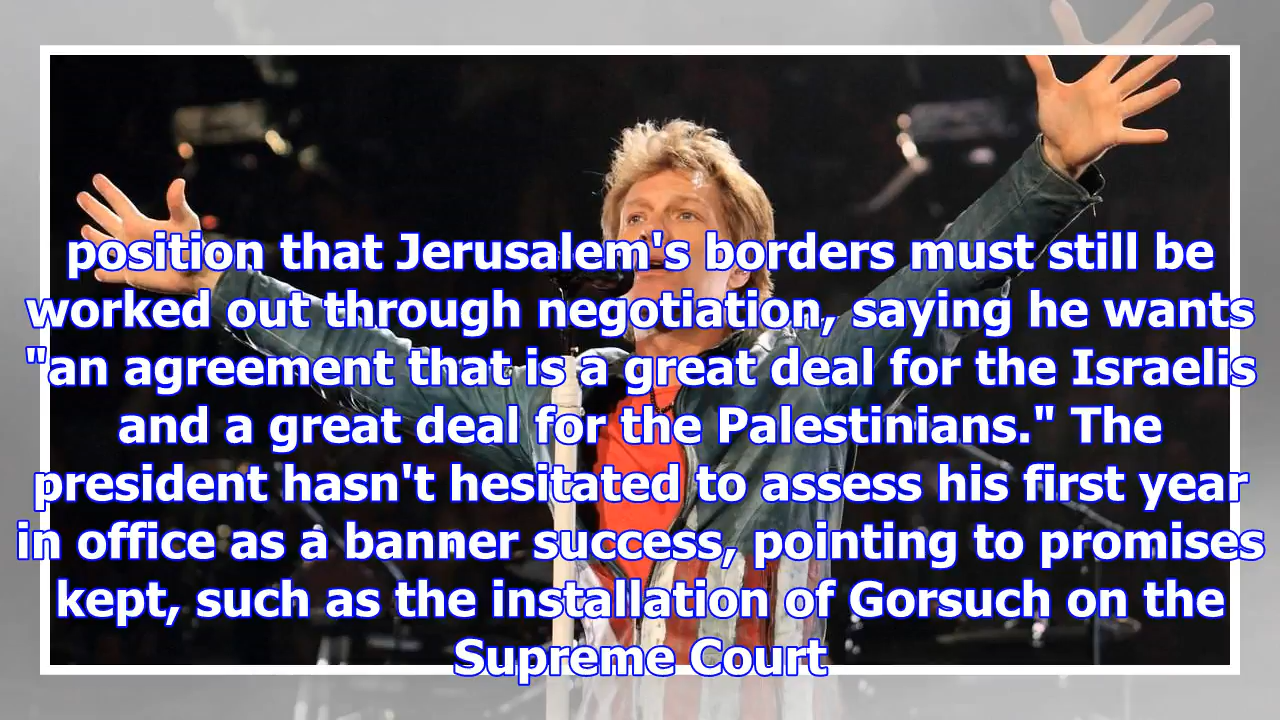 position that Jerusalem's borders must still be
worked out through negotiation, saying he wants
"an agreement that is a great deal for the Israelis
and a great deal for the Palestinians." The
president hasn't hesitated to assess his first year
in office as a banner success, pointing to promises
kept, such as the installation of Gorsuch on the
Supreme Court